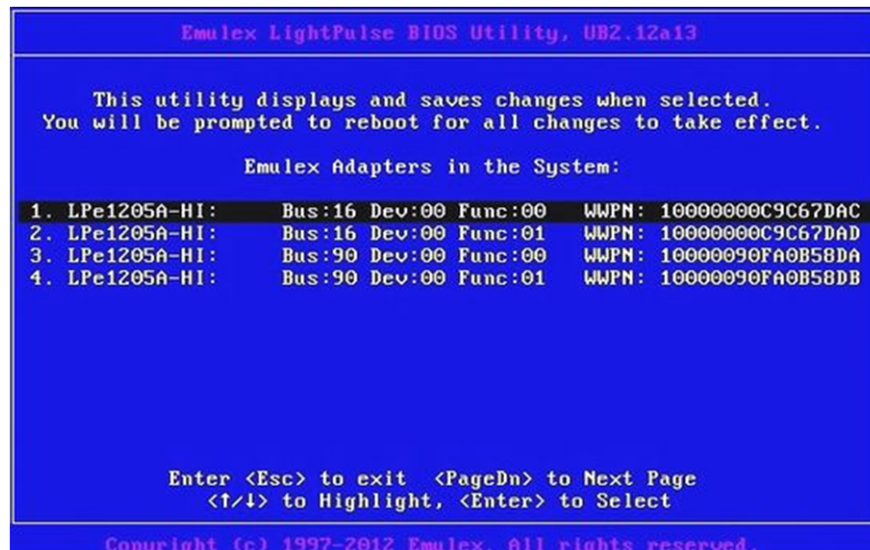 Emulex LightPulse BIOS Utility, UB2.12a13
This utility displays and saves changes when selected.
You will be prompted to reboot for all changes to take effect.
Emulex Adapters in the System:
1. LPe1205A-HI: Bus:16 Dev:00 Func:00 WWPN: 10000000C9C67DAC
2. LPe1205A-HI: Bus:16 Dev:00 Func:01 WWPN: 10000000C9C67DAD
3. LPe1205A-HI: Bus:90 Dev:00 Func:00 WWPN: 10000090FA0B58DA
4. LPe1205A-HI: Bus:90 Dev:00 Func:01 WWPN: 10000090FA0B58DB
Enter <Esc> to exit <PageDn> to Next Page
<↑/↓> to Highlight, <Enter> to Select
Copyright (c) 1997-2012 Emulex. All rights reserved.